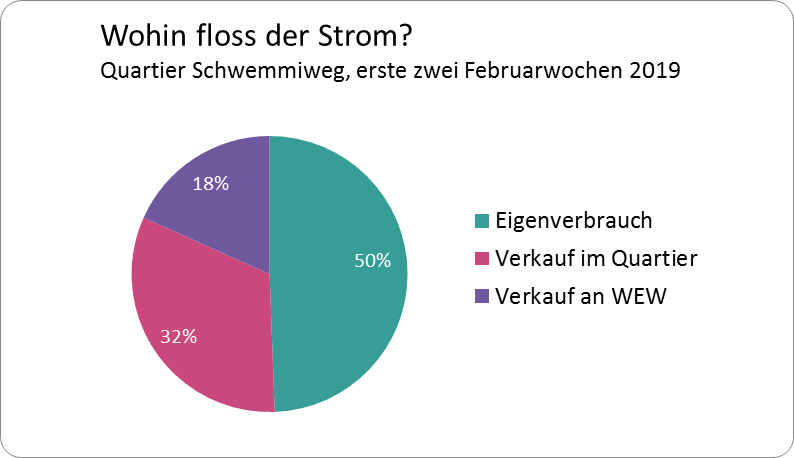 Wohin floss der Strom?
Quartier Schwemmiweg, erste zwei Februarwochen 2019
18%
50%
32%
Eigenverbrauch
Verkauf im Quartier
Verkauf an WEW